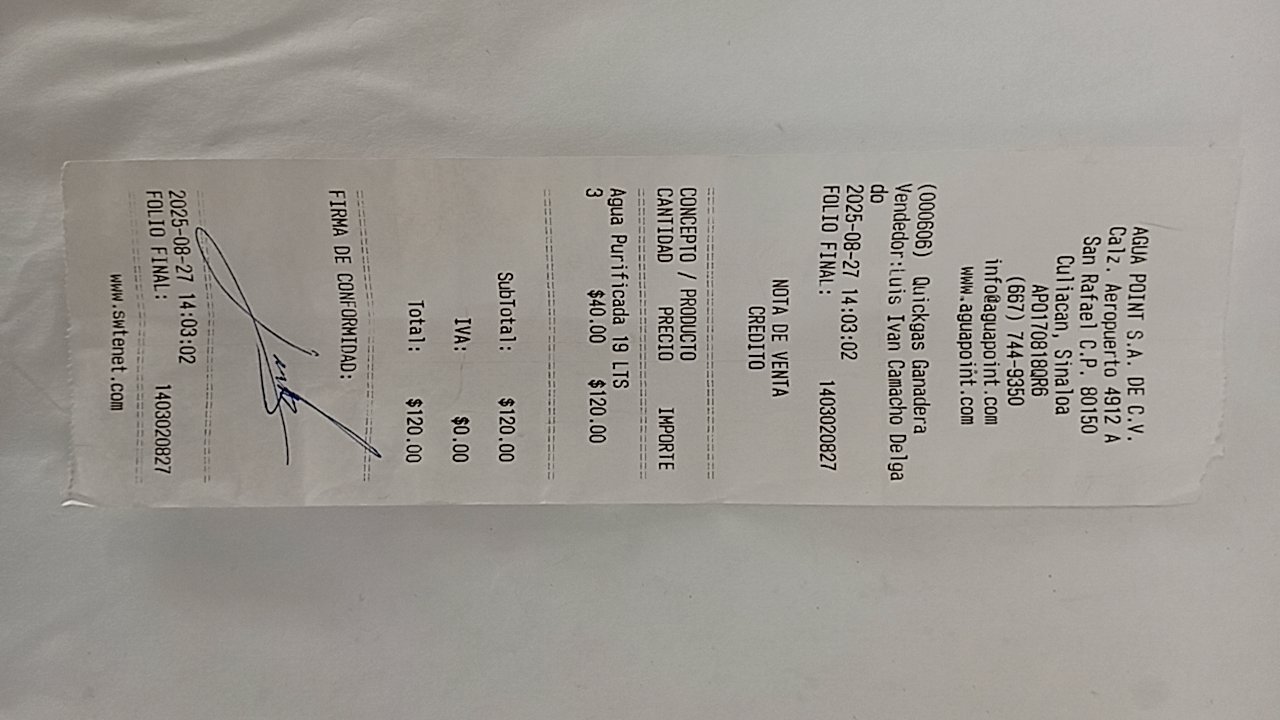 AGUA POINT S.A. DE C.V.
Calz. Aeropuerto 4912 A
San Rafael C.P. 80150
Culiacan, Sinaloa
APO170818QR6
(667) 744-9350
info@aguapoint.com
www.aguapoint.com
(000606) Quickgas Ganadera
Vendedor:Luis Ivan Camacho Delga
do
2025-08-27 14:03:02
FOLIO FINAL: 1403020827
NOTA DE VENTA
CREDITO
CONCEPTO / PRODUCTO
CANTIDAD PRECIO IMPORTE
Agua Purificada 19 LTS
3 $40.00 $120.00
SubTotal: $120.00
IVA: $0.00
Total: $120.00
FIRMA DE CONFORMIDAD:
2025-08-27 14:03:02
FOLIO FINAL: 1403020827
www.swtenet.com